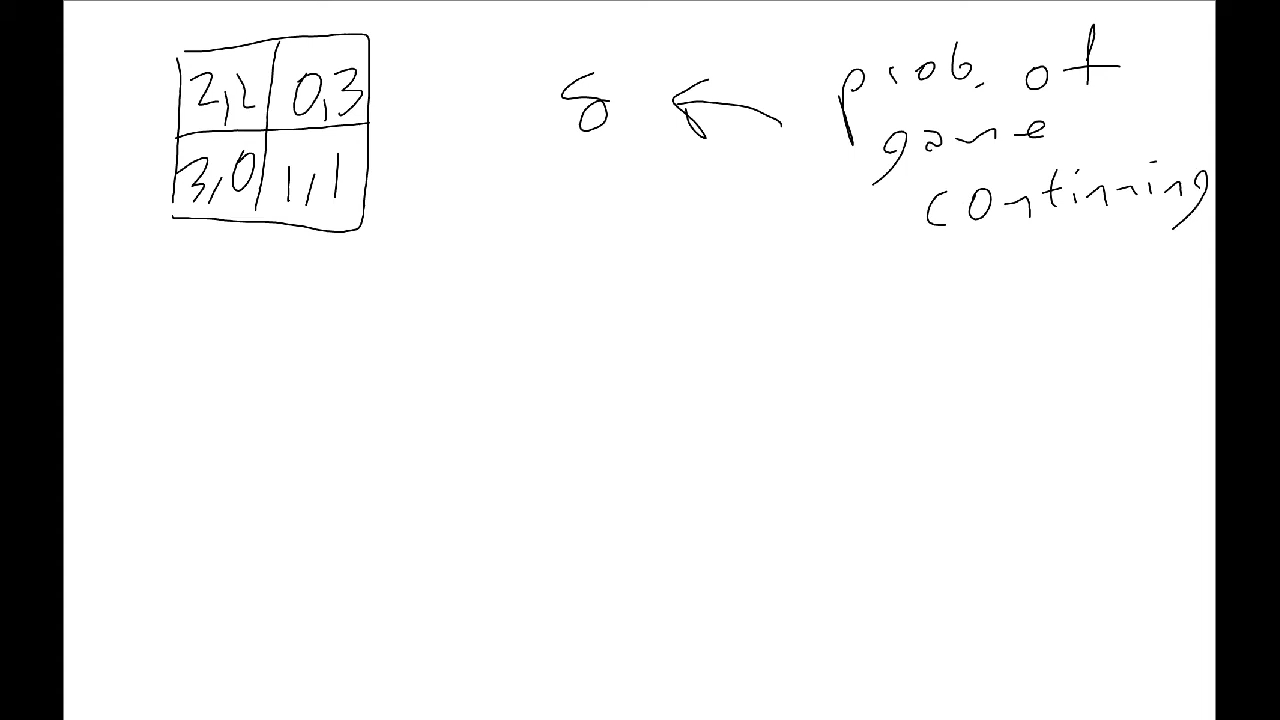 2,2 0,3
3,0 1,1
δ
prob. of
game
continuing